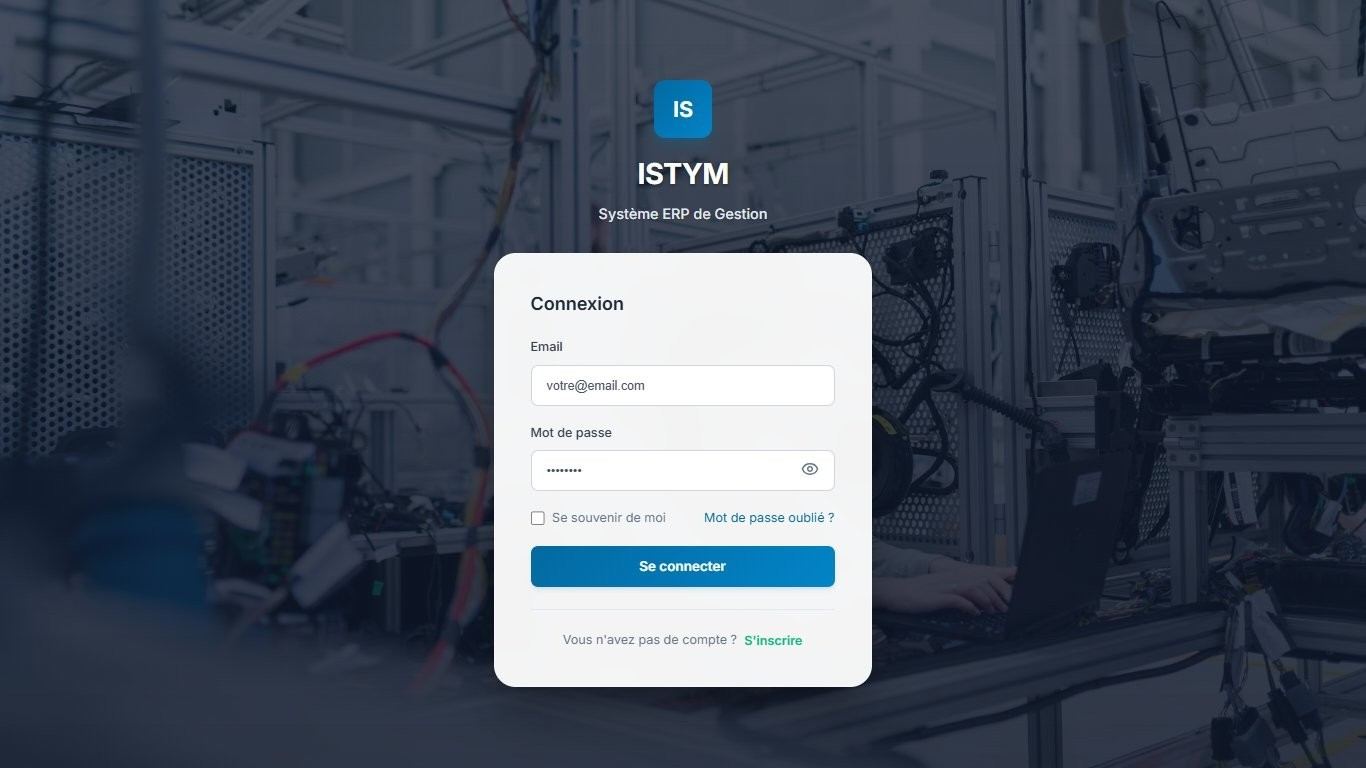 IS
ISTYM
Système ERP de Gestion
Connexion
Email
votre@email.com
Mot de passe
••••••••
Se souvenir de moi
Mot de passe oublié ?
Se connecter
Vous n'avez pas de compte ? S'inscrire